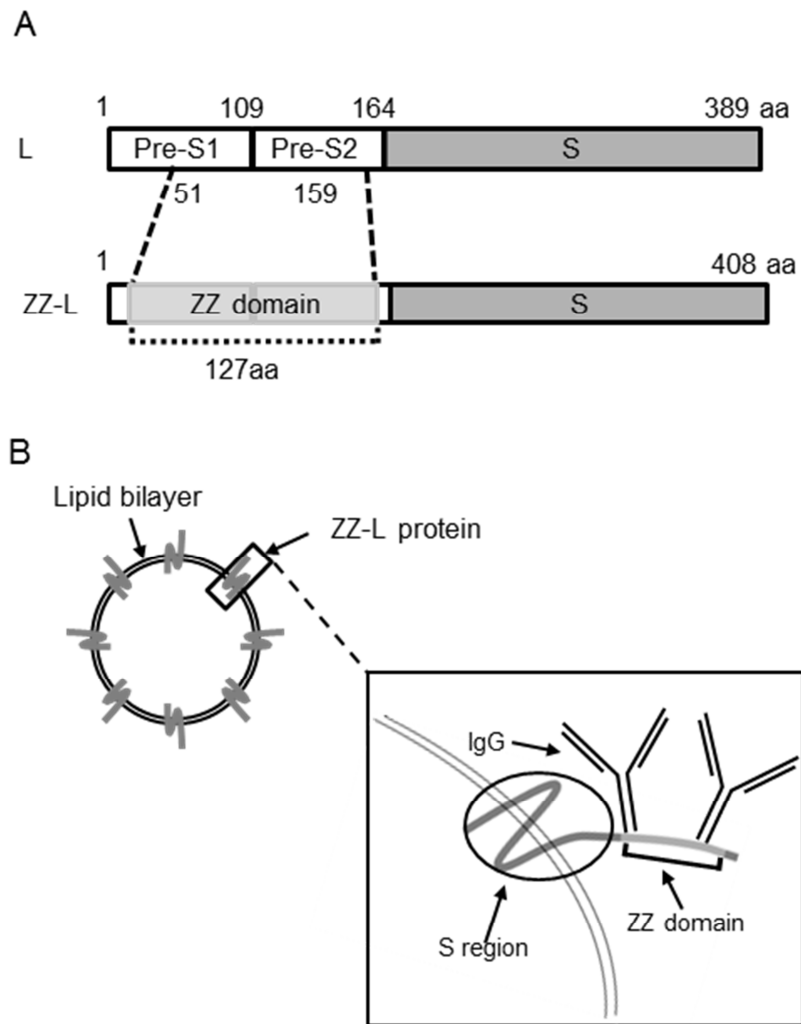 A
1 109 164 389 aa
L Pre-S1 Pre-S2 S
51 159
1 408 aa
ZZ-L ZZ domain S
127aa
B
Lipid bilayer
ZZ-L protein
IgG
ZZ domain
S region